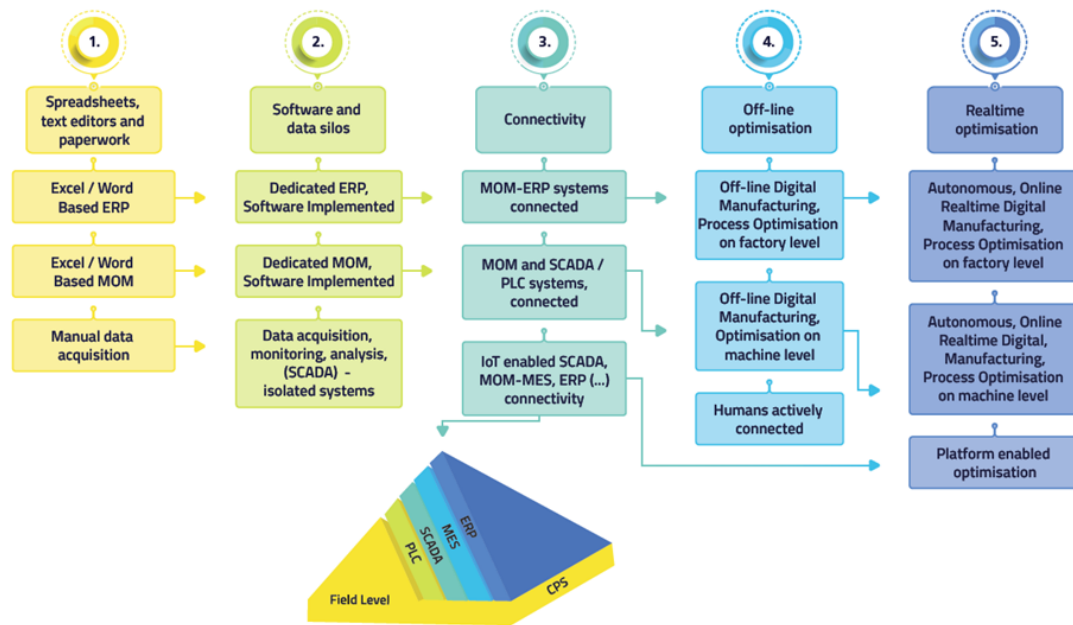 1.
Spreadsheets,
text editors and
paperwork
Excel / Word
Based ERP
Excel / Word
Based MOM
Manual data
acquisition
2.
Software and
data silos
Dedicated ERP,
Software Implemented
Dedicated MOM,
Software Implemented
Data acquisition,
monitoring, analysis,
(SCADA) -
isolated systems
3.
Connectivity
MOM-ERP systems
connected
MOM and SCADA /
PLC systems,
connected
IoT enabled SCADA,
MOM-MES, ERP (...)
connectivity
4.
Off-line
optimisation
Off-line Digital
Manufacturing,
Process Optimisation
on factory level
Off-line Digital
Manufacturing,
Optimisation on
machine level
Humans actively
connected
5.
Realtime
optimisation
Autonomous, Online
Realtime Digital
Manufacturing,
Process Optimisation
on factory level
Autonomous, Online
Realtime Digital,
Manufacturing,
Process Optimisation
on machine level
Platform enabled
optimisation
Field Level
PLC
SCADA
MES
ERP
CPS